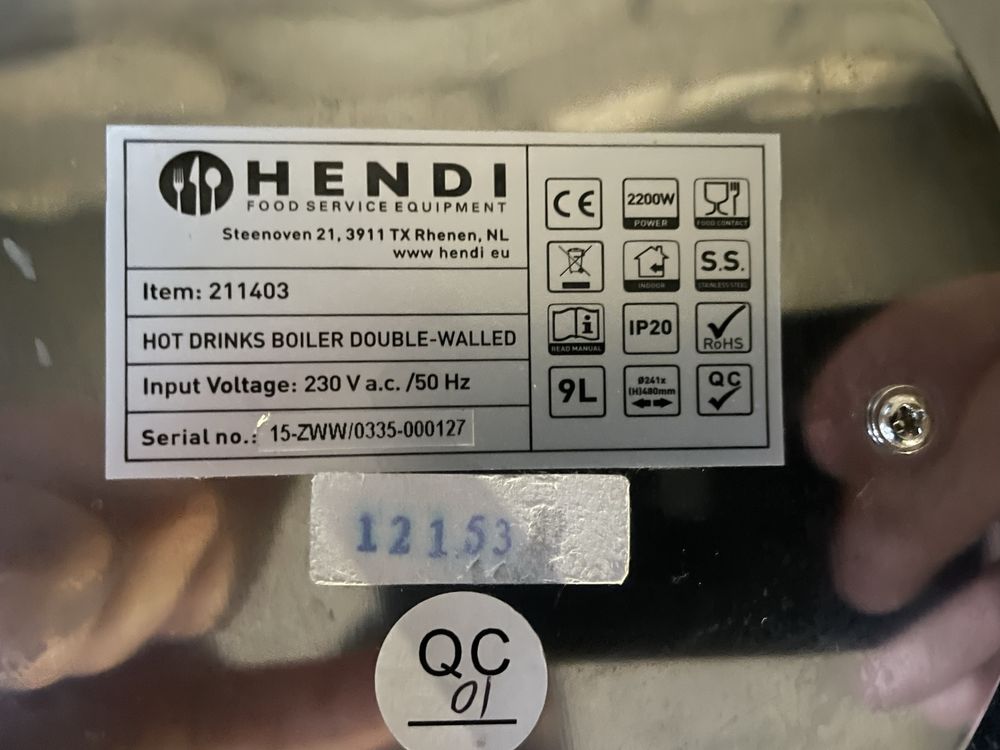 HENDI
FOOD SERVICE EQUIPMENT
Steenoven 21, 3911 TX Rhenen, NL
www hendi eu
Item: 211403
HOT DRINKS BOILER DOUBLE-WALLED
Input Voltage: 230 V a.c. /50 Hz
Serial no.: 15-ZWW/0335-000127
CE
2200W
POWER
FOOD CONTACT
INDOOR
S.S.
STAINLESS STEEL
i
READ MANUAL
IP20
RoHS
9L
Ø241x
(H)480mm
QC
12153
QC
01